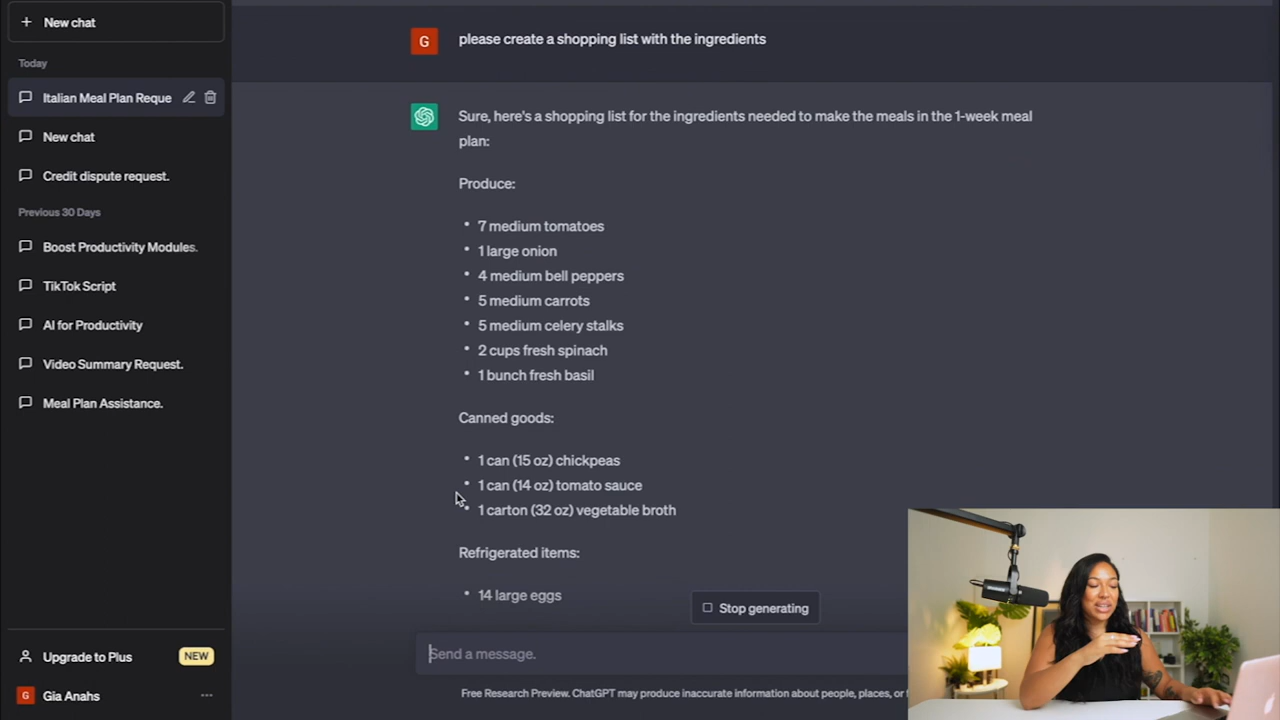 New chat
Today
Italian Meal Plan Reque
New chat
Credit dispute request.
Previous 30 Days
Boost Productivity Modules.
TikTok Script
AI for Productivity
Video Summary Request.
Meal Plan Assistance.
Upgrade to Plus NEW
G Gia Anahs
G please create a shopping list with the ingredients
Sure, here's a shopping list for the ingredients needed to make the meals in the 1-week meal
plan:
Produce:
• 7 medium tomatoes
• 1 large onion
• 4 medium bell peppers
• 5 medium carrots
• 5 medium celery stalks
• 2 cups fresh spinach
• 1 bunch fresh basil
Canned goods:
• 1 can (15 oz) chickpeas
• 1 can (14 oz) tomato sauce
• 1 carton (32 oz) vegetable broth
Refrigerated items:
• 14 large eggs
Stop generating
Send a message.
Free Research Preview. ChatGPT may produce inaccurate information about people, places, or